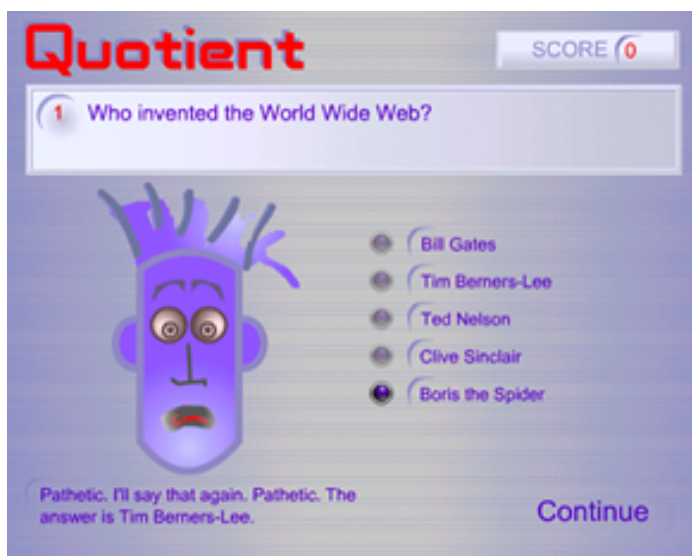 Quotient
SCORE 0
1 Who invented the World Wide Web?
Bill Gates
Tim Berners-Lee
Ted Nelson
Clive Sinclair
Boris the Spider
Pathetic. I'll say that again. Pathetic. The
answer is Tim Berners-Lee.
Continue